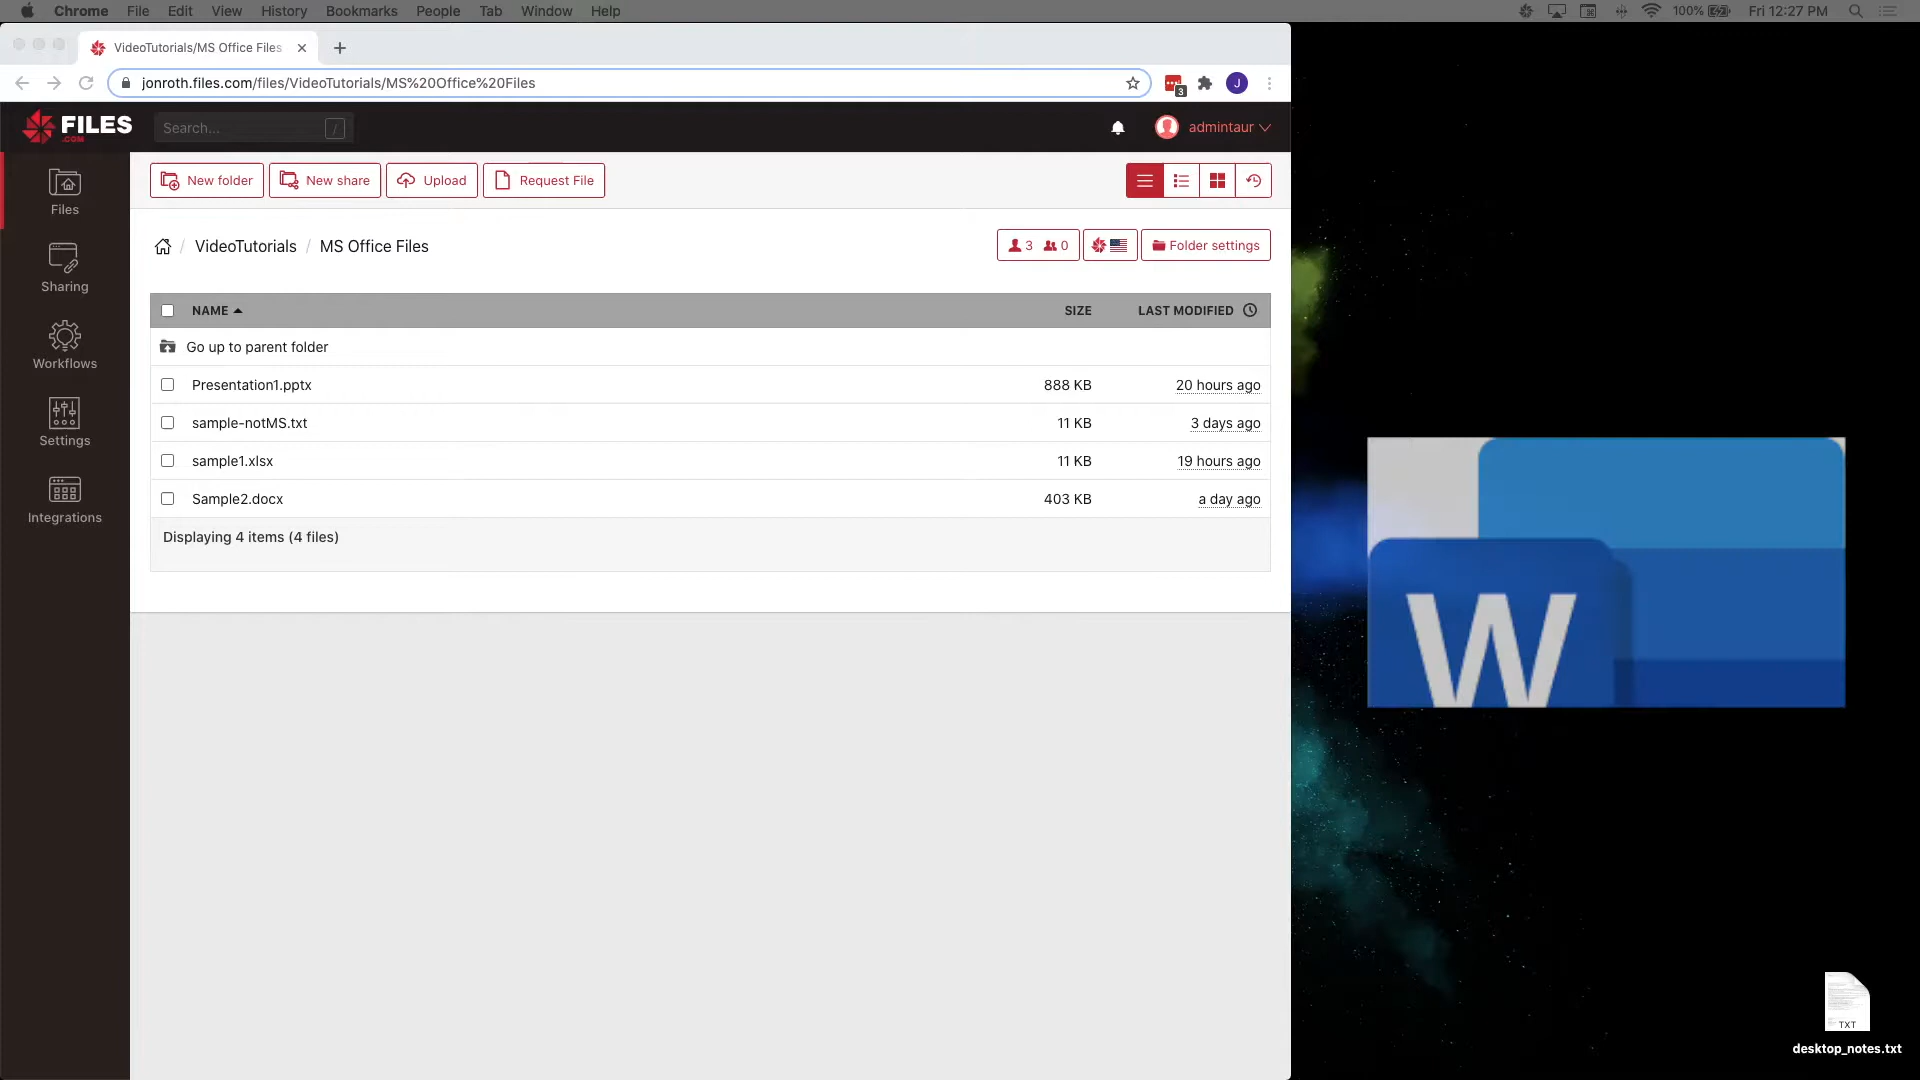 Chrome File Edit View History Bookmarks People Tab Window Help 100% Fri 12:27 PM
VideoTutorials/MS Office Files
jonroth.files.com/files/VideoTutorials/MS%20Office%20Files 3 J
FILES .COM Search... / admintaur
New folder New share Upload Request File
Files
VideoTutorials / MS Office Files 3 0 Folder settings
Sharing
NAME SIZE LAST MODIFIED
Go up to parent folder
Workflows
Presentation1.pptx 888 KB 20 hours ago
sample-notMS.txt 11 KB 3 days ago
Settings
sample1.xlsx 11 KB 19 hours ago
Sample2.docx 403 KB a day ago
Integrations
Displaying 4 items (4 files)
W
TXT
desktop_notes.txt